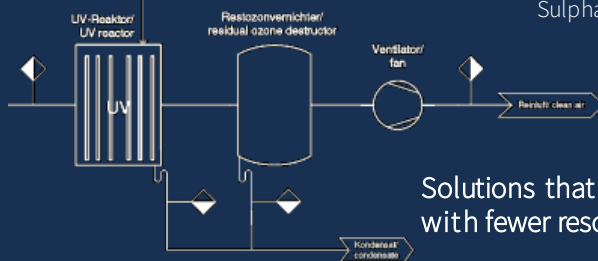 Sulpha
UV-Reaktor/
UV reactor
Restozonvernichter/
residual ozone destructor
Ventilator/
fan
UV
Reinluft/ clean air
Solutions that
with fewer reso
Kondensat/
condensate